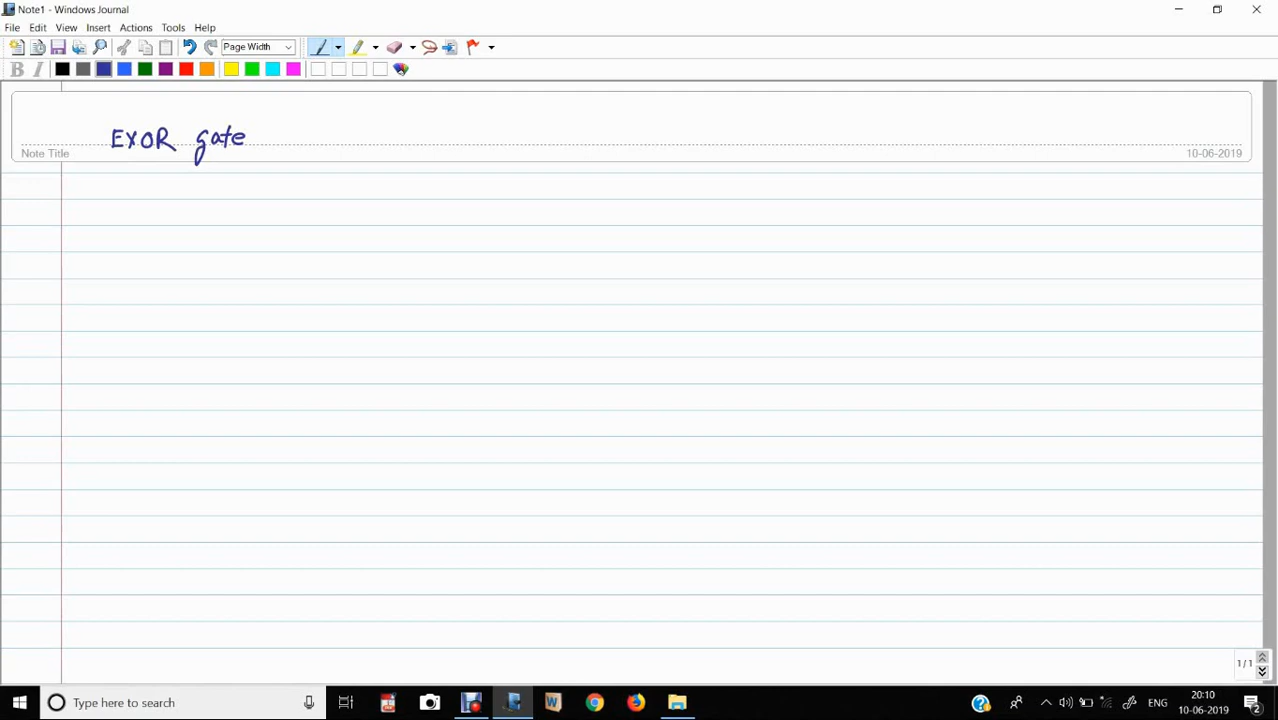 Note1 - Windows Journal
File Edit View Insert Actions Tools Help
Page Width
B I
EXOR gate
Note Title 10-06-2019
1/1
Type here to search
ENG
20:10
10-06-2019
2